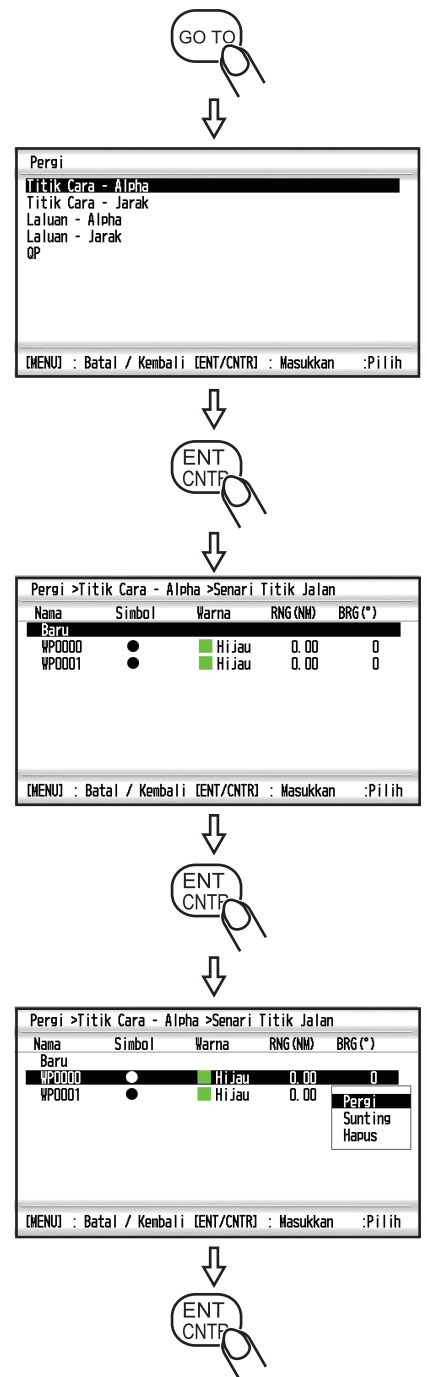 GO TO
Pergi
Titik Cara - Alpha
Titik Cara - Jarak
Laluan - Alpha
Laluan - Jarak
QP
[MENU] : Batal / Kembali [ENT/CNTR] : Masukkan :Pilih
ENT
CNTR
Pergi >Titik Cara - Alpha >Senari Titik Jalan
Nama Simbol Warna RNG(NM) BRG(°)
Baru
WP0000 ● Hijau 0.00 0
WP0001 ● Hijau 0.00 0
[MENU] : Batal / Kembali [ENT/CNTR] : Masukkan :Pilih
ENT
CNTR
Pergi >Titik Cara - Alpha >Senari Titik Jalan
Nama Simbol Warna RNG(NM) BRG(°)
Baru
WP0000 ● Hijau 0.00 0
WP0001 ● Hijau 0.00
Pergi
Sunting
Hapus
[MENU] : Batal / Kembali [ENT/CNTR] : Masukkan :Pilih
ENT
CNTR